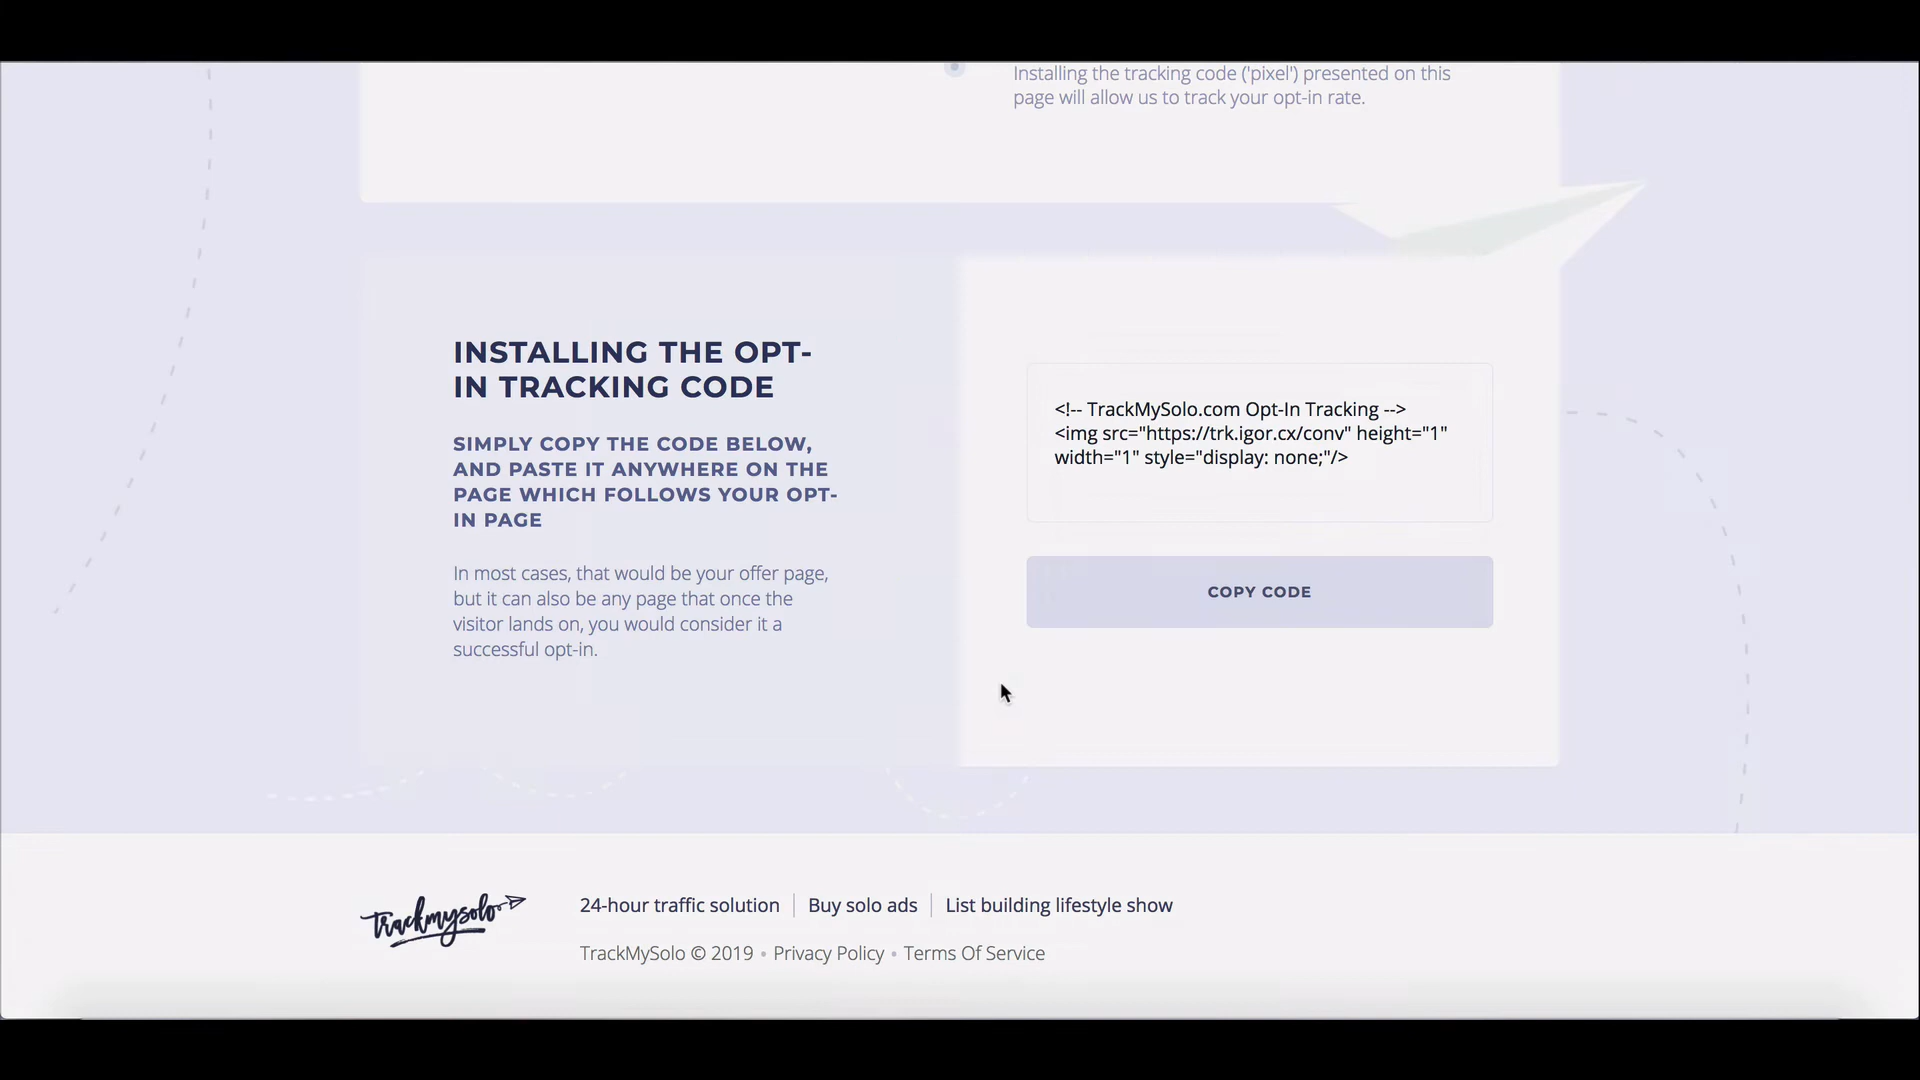 Installing the tracking code ('pixel') presented on this
page will allow us to track your opt-in rate.
INSTALLING THE OPT-
IN TRACKING CODE
SIMPLY COPY THE CODE BELOW,
AND PASTE IT ANYWHERE ON THE
PAGE WHICH FOLLOWS YOUR OPT-
IN PAGE
In most cases, that would be your offer page,
but it can also be any page that once the
visitor lands on, you would consider it a
successful opt-in.
<!-- TrackMySolo.com Opt-In Tracking -->
<img src="https://trk.igor.cx/conv" height="1"
width="1" style="display: none;"/>
COPY CODE
trackmysolo
24-hour traffic solution
Buy solo ads
List building lifestyle show
TrackMySolo © 2019 • Privacy Policy • Terms Of Service